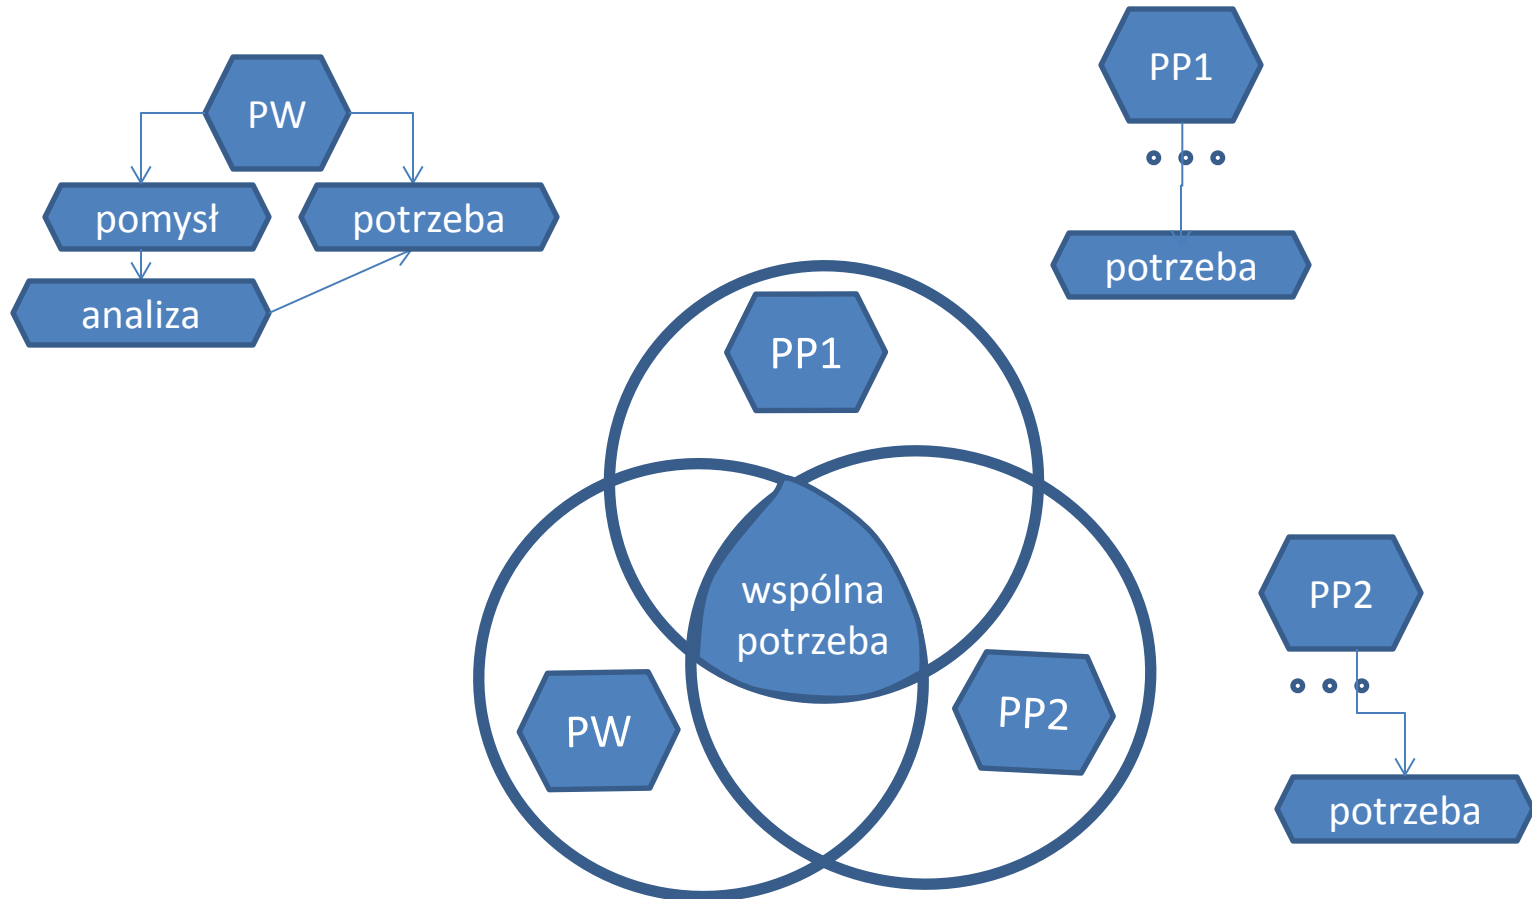 PW
pomysł
potrzeba
analiza
PP1
potrzeba
PP1
wspólna
potrzeba
PW
PP2
PP2
potrzeba